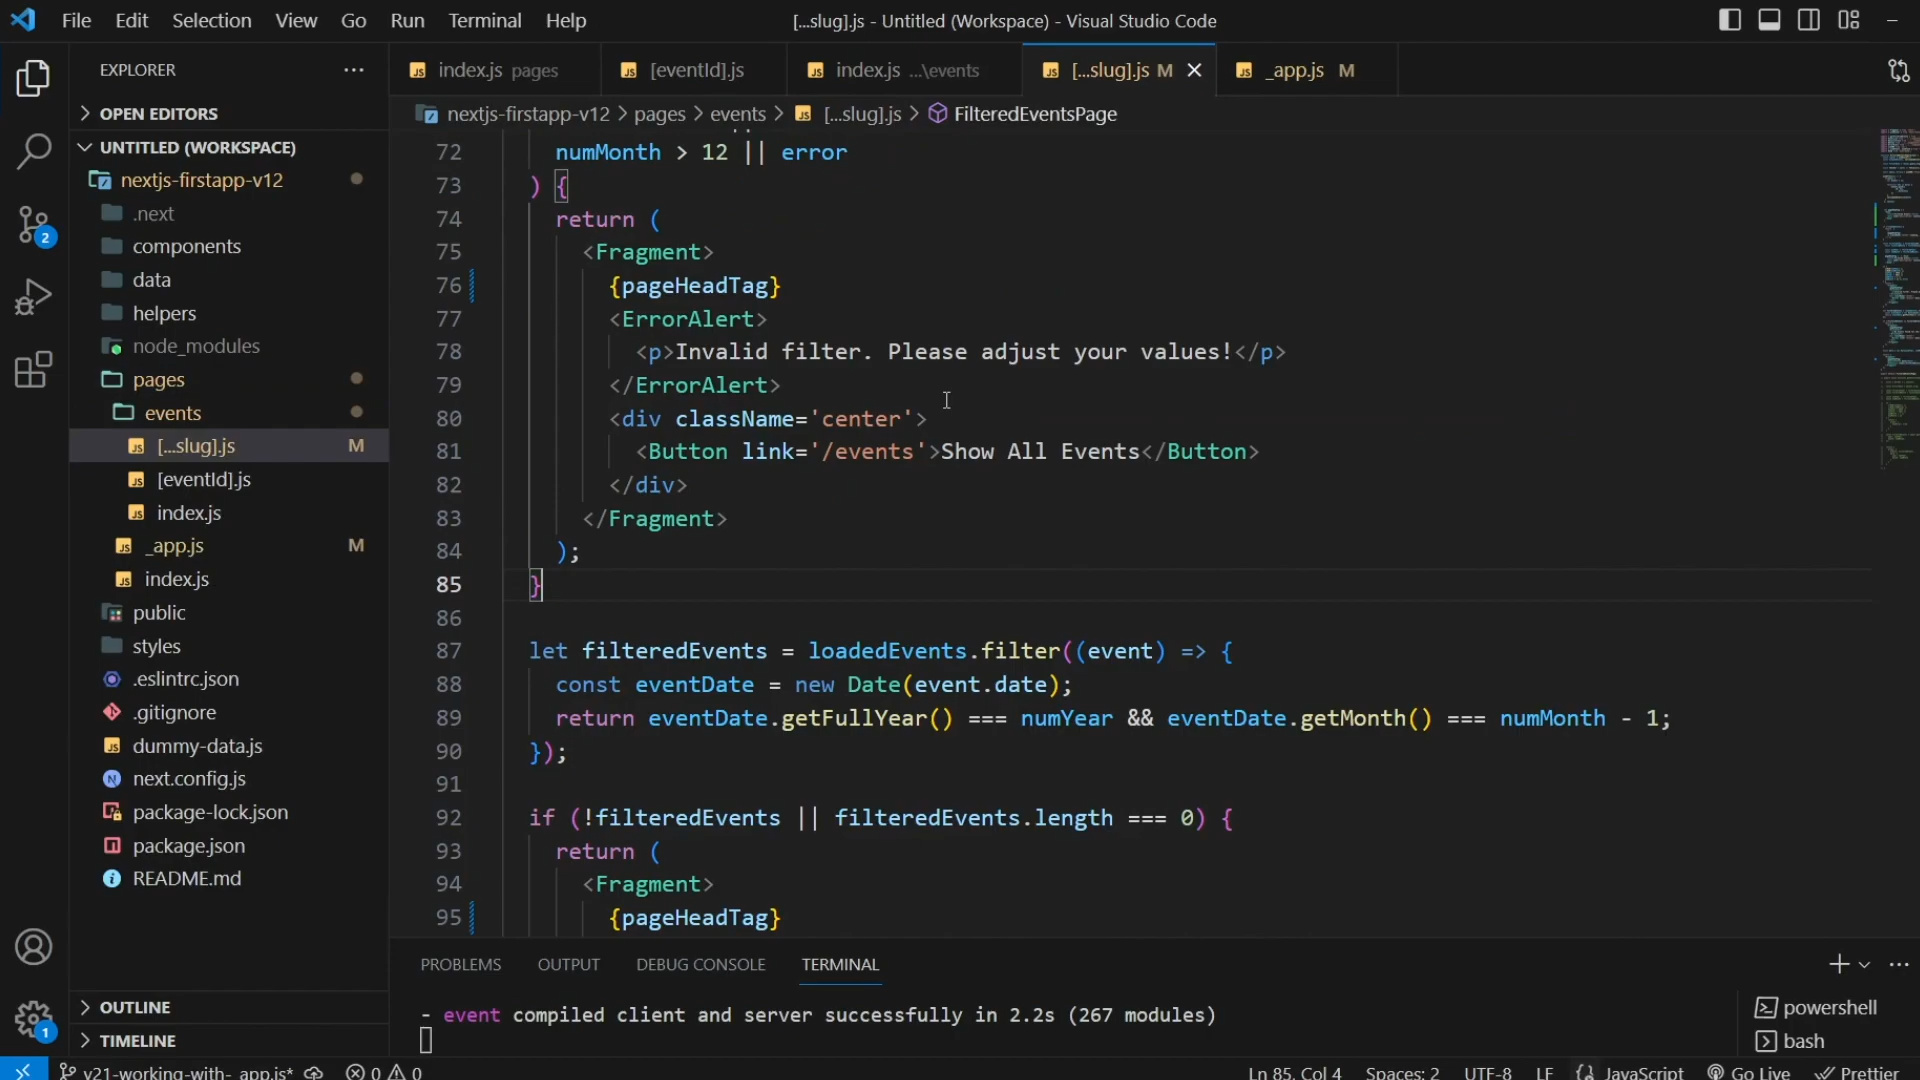 File Edit Selection View Go Run Terminal Help
[...slug].js - Untitled (Workspace) - Visual Studio Code
EXPLORER
OPEN EDITORS
UNTITLED (WORKSPACE)
nextjs-firstapp-v12
.next
components
data
helpers
node_modules
pages
events
[...slug].js M
[eventId].js
index.js
_app.js M
index.js
public
styles
.eslintrc.json
.gitignore
dummy-data.js
next.config.js
package-lock.json
package.json
README.md
OUTLINE
TIMELINE
2
1
index.js pages
[eventId].js
index.js ...\events
[...slug].js M
_app.js M
nextjs-firstapp-v12 > pages > events > [...slug].js > FilteredEventsPage
72 numMonth > 12 || error
73 ) {
74 return (
75 <Fragment>
76 {pageHeadTag}
77 <ErrorAlert>
78 <p>Invalid filter. Please adjust your values!</p>
79 </ErrorAlert>
80 <div className='center'>
81 <Button link='/events'>Show All Events</Button>
82 </div>
83 </Fragment>
84 );
85 }
86
87 let filteredEvents = loadedEvents.filter((event) => {
88 const eventDate = new Date(event.date);
89 return eventDate.getFullYear() === numYear && eventDate.getMonth() === numMonth - 1;
90 });
91
92 if (!filteredEvents || filteredEvents.length === 0) {
93 return (
94 <Fragment>
95 {pageHeadTag}
PROBLEMS OUTPUT DEBUG CONSOLE TERMINAL
- event compiled client and server successfully in 2.2s (267 modules)
powershell
bash
v21-working-with-_app.js* 0 0 Ln 85, Col 4 Spaces: 2 UTF-8 LF JavaScript Go Live Prettier